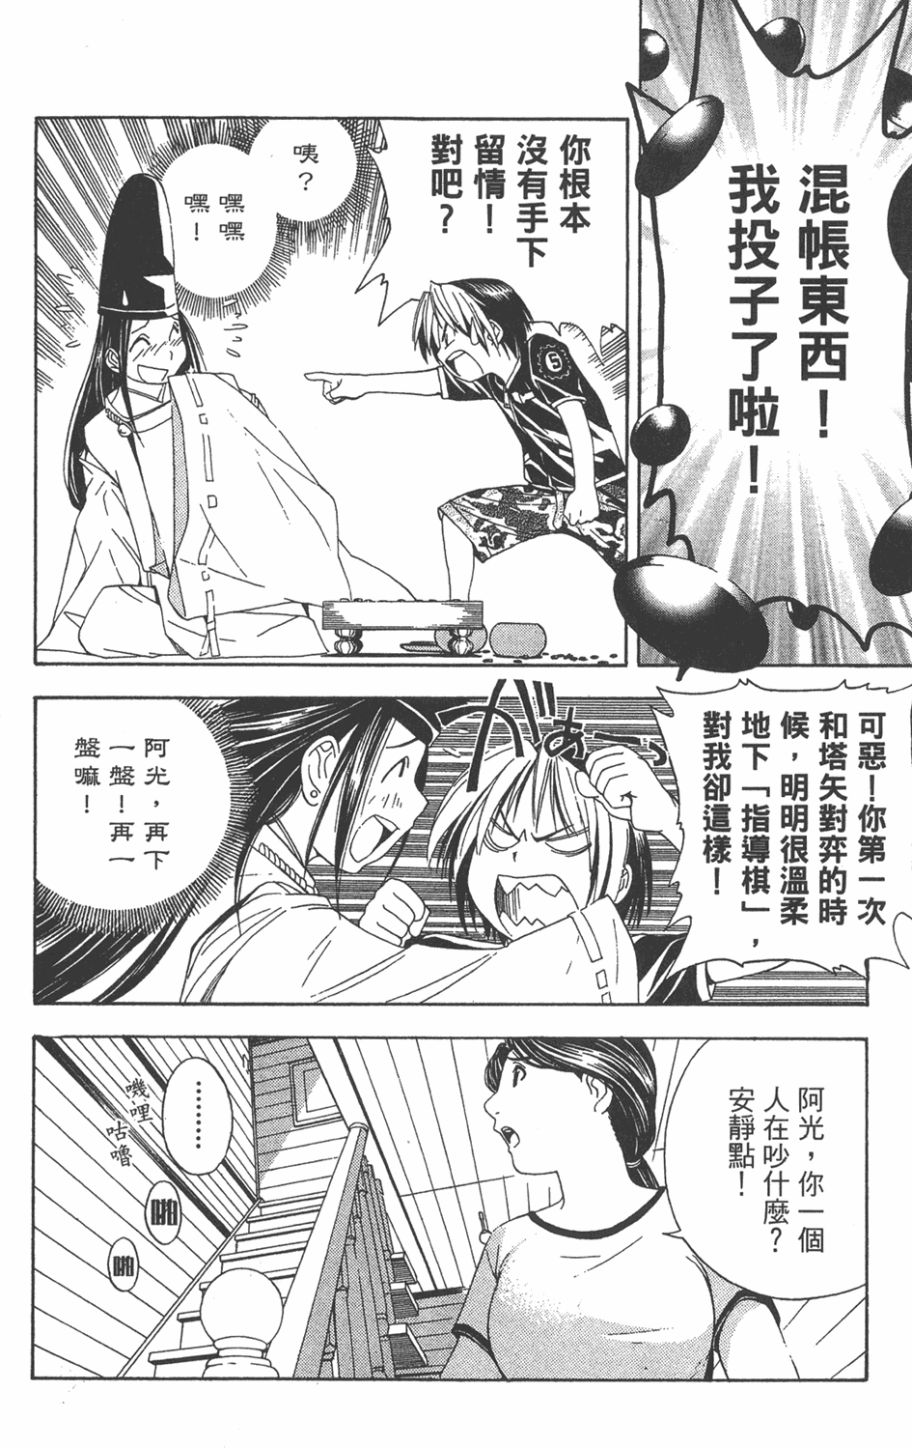 混帳東西！
我投子了啦！
你根本
沒有手下
留情！
對吧？
咦？
嘿嘿
嘿！
可惡！你第一次
和塔矢對弈的時
候，明明很溫柔
地下「指導棋」，
對我卻這樣！
あーっ
阿光，再下
一盤！再一
盤嘛！
阿光，你一個
人在吵什麼？
安靜點！
⋯⋯⋯
嘰哩
咕嚕
啪
啪